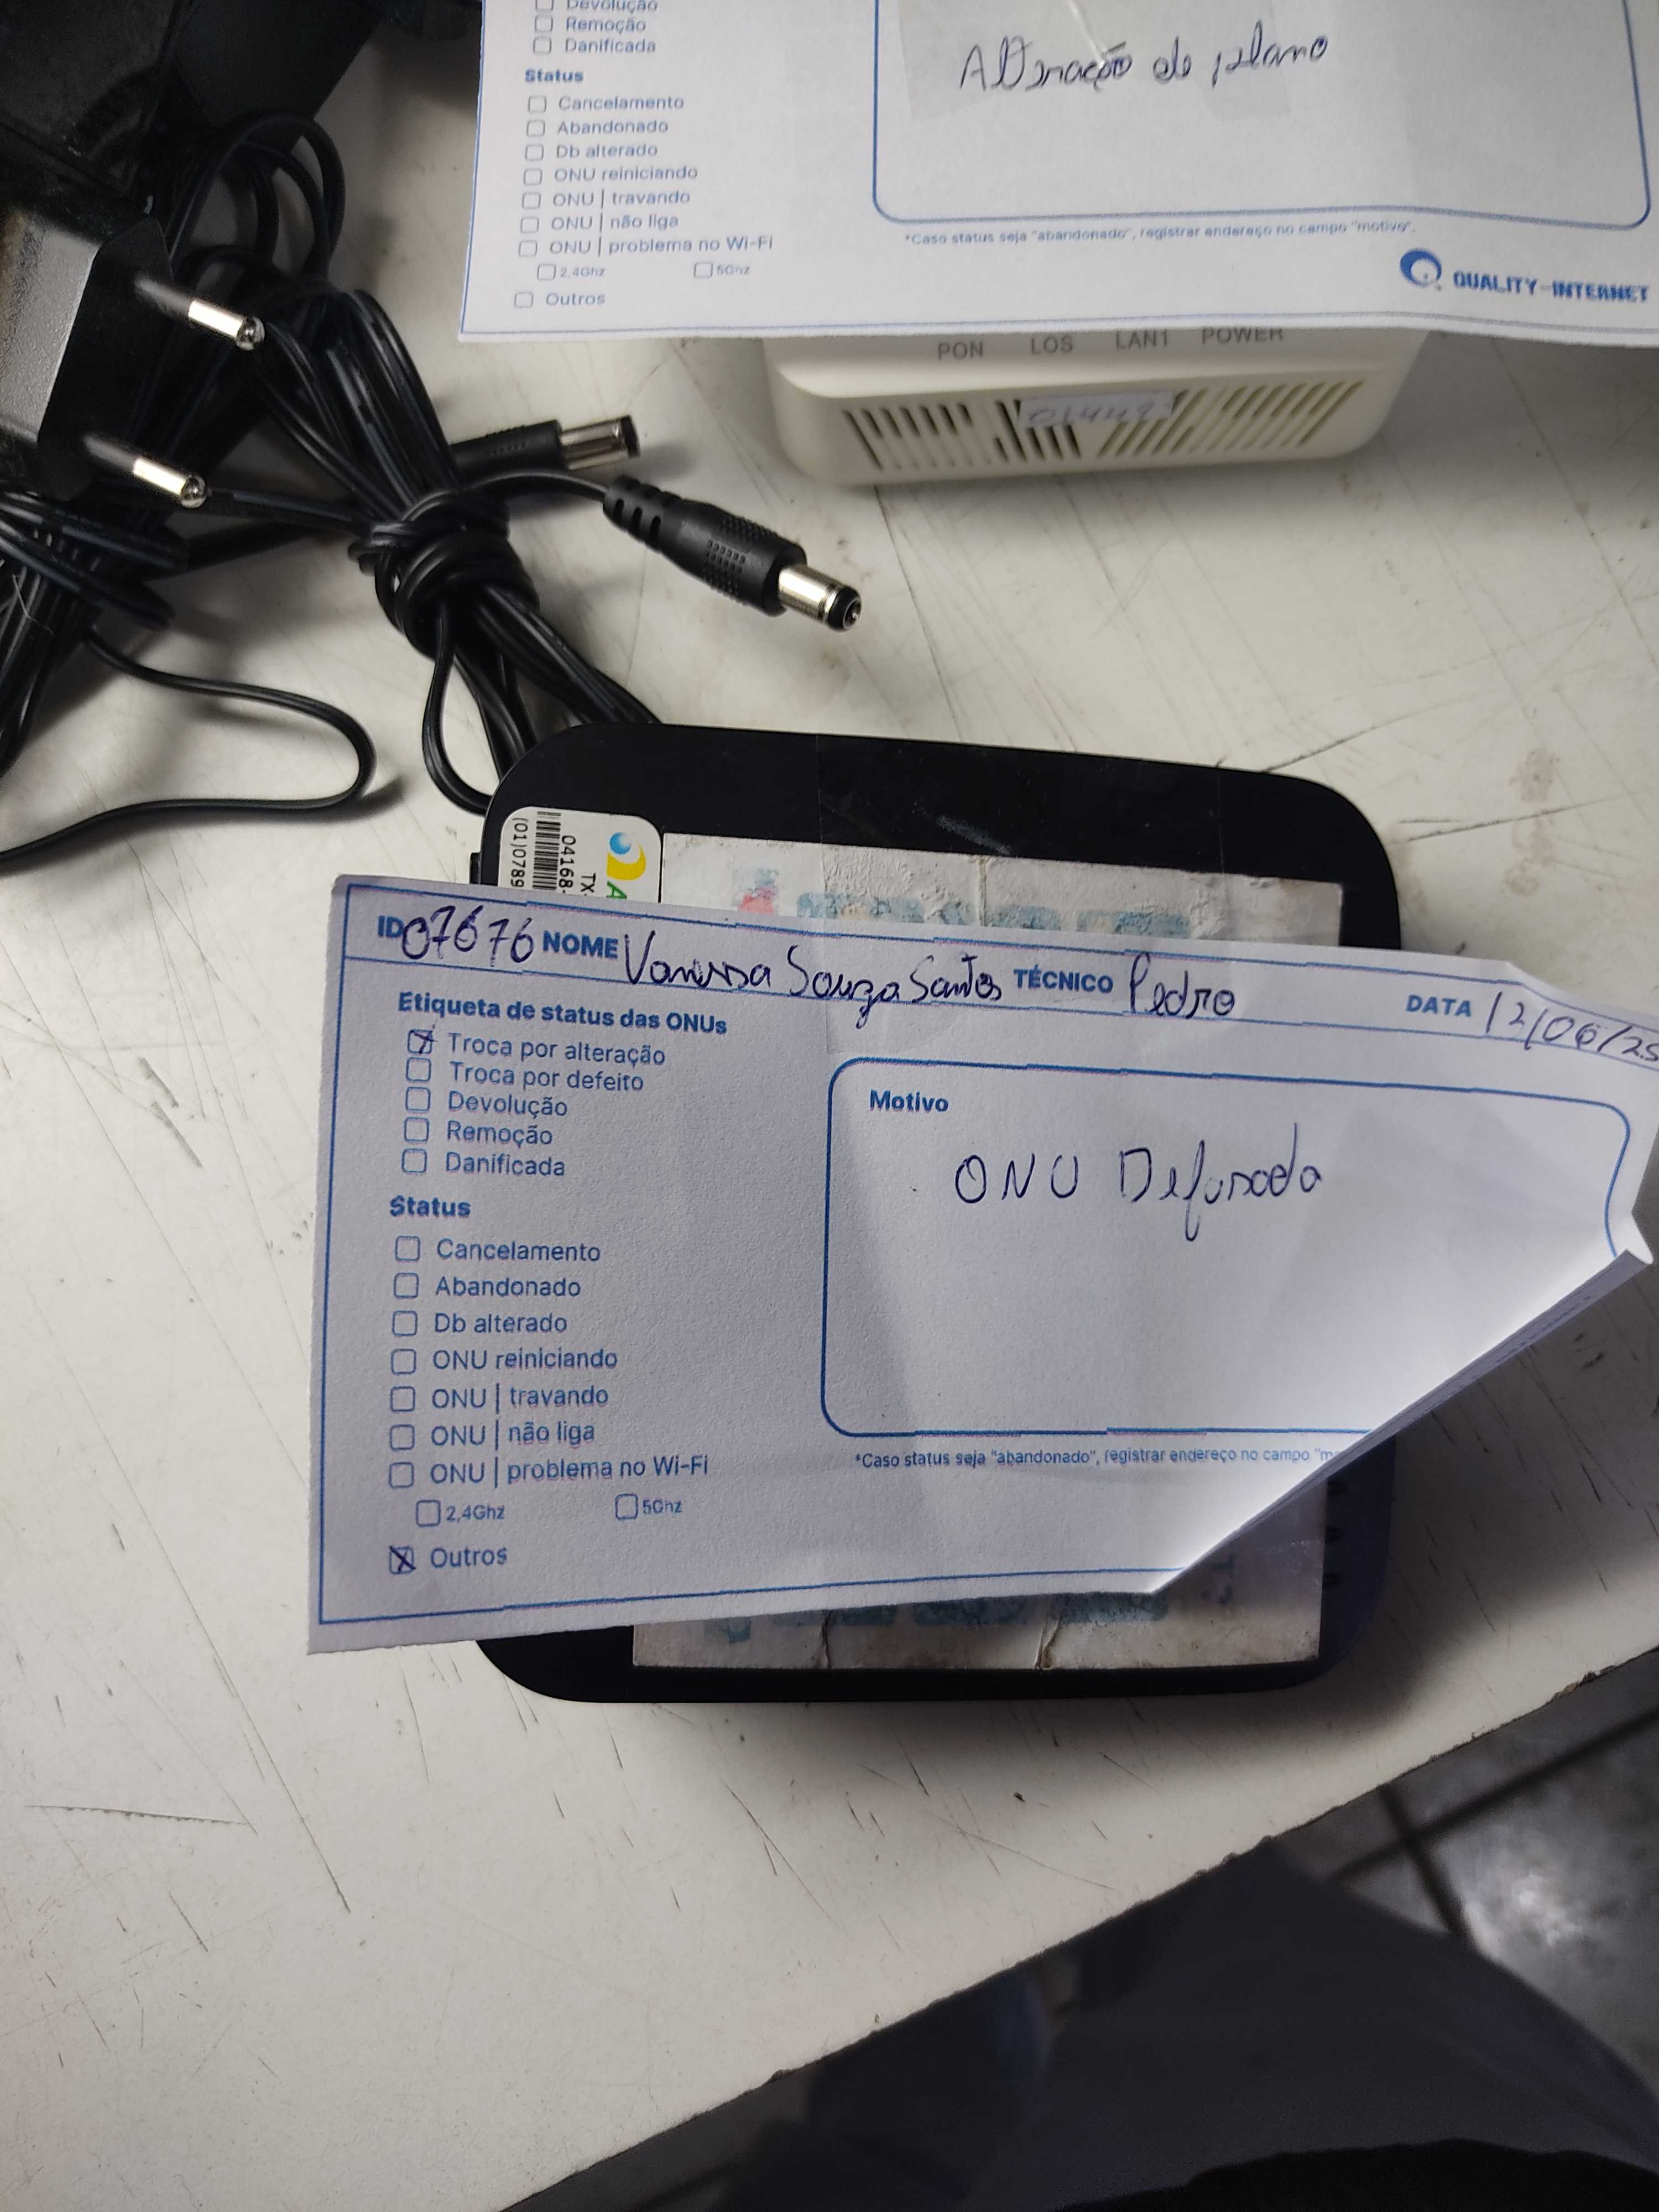 Devolução
Remoção
Danificada
Status
Cancelamento
Abandonado
Db alterado
ONU reiniciando
ONU | travando
ONU | não liga
ONU | problema no Wi-Fi
2,4Ghz 5Ghz
Outros
Alteração de plano
*Caso status seja "abandonado", registrar endereço no campo "motivo".
QUALITY-INTERNET
PON LOS LAN1 POWER
04168-
(01)0789
TX-
ID 07676 NOME Vanessa Souza Santos TÉCNICO Pedro DATA 12/06/25
Etiqueta de status das ONUs
Troca por alteração
Troca por defeito
Devolução
Remoção
Danificada
Status
Cancelamento
Abandonado
Db alterado
ONU reiniciando
ONU | travando
ONU | não liga
ONU | problema no Wi-Fi
2,4Ghz 5Ghz
Outros
Motivo
ONU Defasada
*Caso status seja "abandonado", registrar endereço no campo "m